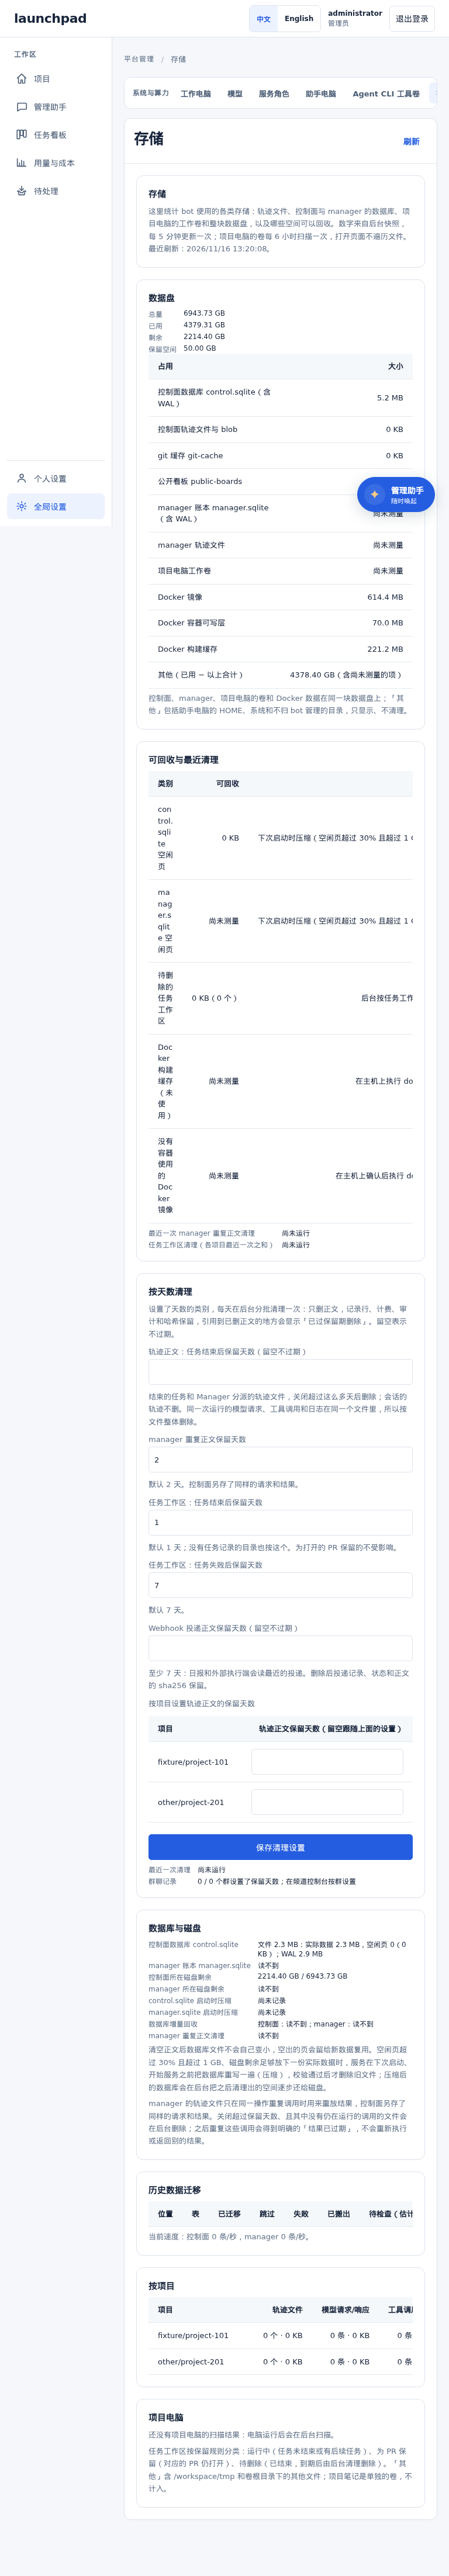 launchpad
中文
English
administrator
管理员
退出登录
工作区
项目
管理助手
任务看板
用量与成本
待处理
个人设置
全局设置
平台管理 / 存储
系统与算力
工作电脑
模型
服务角色
助手电脑
Agent CLI 工具卷
存储
刷新
存储
这里统计 bot 使用的各类存储：轨迹文件、控制面与 manager 的数据库、项
目电脑的工作卷和整块数据盘，以及哪些空间可以回收。数字来自后台快照，
每 5 分钟更新一次；项目电脑的卷每 6 小时扫描一次，打开页面不遍历文件。
最近刷新：2026/11/16 13:20:08。
数据盘
总量 6943.73 GB
已用 4379.31 GB
剩余 2214.40 GB
保留空间 50.00 GB
占用 大小
控制面数据库 control.sqlite（含
WAL） 5.2 MB
控制面轨迹文件与 blob 0 KB
git 缓存 git-cache 0 KB
公开看板 public-boards
管理助手
随时唤起
manager 账本 manager.sqlite
（含 WAL） 尚未测量
manager 轨迹文件 尚未测量
项目电脑工作卷 尚未测量
Docker 镜像 614.4 MB
Docker 容器可写层 70.0 MB
Docker 构建缓存 221.2 MB
其他（已用 − 以上合计） 4378.40 GB（含尚未测量的项）
控制面、manager、项目电脑的卷和 Docker 数据在同一块数据盘上；「其
他」包括助手电脑的 HOME、系统和不归 bot 管理的目录，只显示、不清理。
可回收与最近清理
类别 可回收
con
trol.
sqli
te
空闲
页
0 KB 下次启动时压缩（空闲页超过 30% 且超过 1 G
ma
nag
er.s
qlit
e 空
闲页
尚未测量 下次启动时压缩（空闲页超过 30% 且超过 1 G
待删
除的
任务
工作
区
0 KB（0 个） 后台按任务工作
Doc
ker
构建
缓存
（未
使
用）
尚未测量 在主机上执行 do
没有
容器
使用
的
Doc
ker
镜像
尚未测量 在主机上确认后执行 do
最近一次 manager 重复正文清理 尚未运行
任务工作区清理（各项目最近一次之和） 尚未运行
按天数清理
设置了天数的类别，每天在后台分批清理一次：只删正文，记录行、计费、审
计和哈希保留，引用到已删正文的地方会显示「已过保留期删除」。留空表示
不过期。
轨迹正文：任务结束后保留天数（留空不过期）
结束的任务和 Manager 分派的轨迹文件，关闭超过这么多天后删除；会话的
轨迹不删。同一次运行的模型请求、工具调用和日志在同一个文件里，所以按
文件整体删除。
manager 重复正文保留天数
2
默认 2 天。控制面另存了同样的请求和结果。
任务工作区：任务结束后保留天数
1
默认 1 天；没有任务记录的目录也按这个。为打开的 PR 保留的不受影响。
任务工作区：任务失败后保留天数
7
默认 7 天。
Webhook 投递正文保留天数（留空不过期）
至少 7 天：日报和外部执行端会读最近的投递。删除后投递记录、状态和正文
的 sha256 保留。
按项目设置轨迹正文的保留天数
项目 轨迹正文保留天数（留空跟随上面的设置）
fixture/project-101
other/project-201
保存清理设置
最近一次清理 尚未运行
群聊记录 0 / 0 个群设置了保留天数；在频道控制台按群设置
数据库与磁盘
控制面数据库 control.sqlite 文件 2.3 MB：实际数据 2.3 MB，空闲页 0（0
KB）；WAL 2.9 MB
manager 账本 manager.sqlite 读不到
控制面所在磁盘剩余 2214.40 GB / 6943.73 GB
manager 所在磁盘剩余 读不到
control.sqlite 启动时压缩 尚未记录
manager.sqlite 启动时压缩 尚未记录
数据库增量回收 控制面：读不到；manager：读不到
manager 重复正文清理 读不到
清空正文后数据库文件不会自己变小，空出的页会留给新数据复用。空闲页超
过 30% 并超过 1 GB、磁盘剩余足够放下一份实际数据时，服务在下次启动、
开始服务之前把数据库重写一遍（压缩），校验通过后才删除旧文件；压缩后
的数据库会在后台把之后清理出的空间逐步还给磁盘。
manager 的轨迹文件只在同一操作重复调用时用来重放结果，控制面另存了
同样的请求和结果。关闭超过保留天数、且其中没有仍在运行的调用的文件会
在后台删除；之后重复这些调用会得到明确的「结果已过期」，不会重新执行
或返回别的结果。
历史数据迁移
位置 表 已迁移 跳过 失败 已搬出 待检查（估计
当前速度：控制面 0 条/秒，manager 0 条/秒。
按项目
项目 轨迹文件 模型请求/响应 工具调用
fixture/project-101 0 个 · 0 KB 0 条 · 0 KB 0 条
other/project-201 0 个 · 0 KB 0 条 · 0 KB 0 条
项目电脑
还没有项目电脑的扫描结果：电脑运行后会在后台扫描。
任务工作区按保留规则分类：运行中（任务未结束或有后续任务）、为 PR 保
留（对应的 PR 仍打开）、待删除（已结束，到期后由后台清理删除）。「其
他」含 /workspace/tmp 和卷根目录下的其他文件；项目笔记是单独的卷，不
计入。